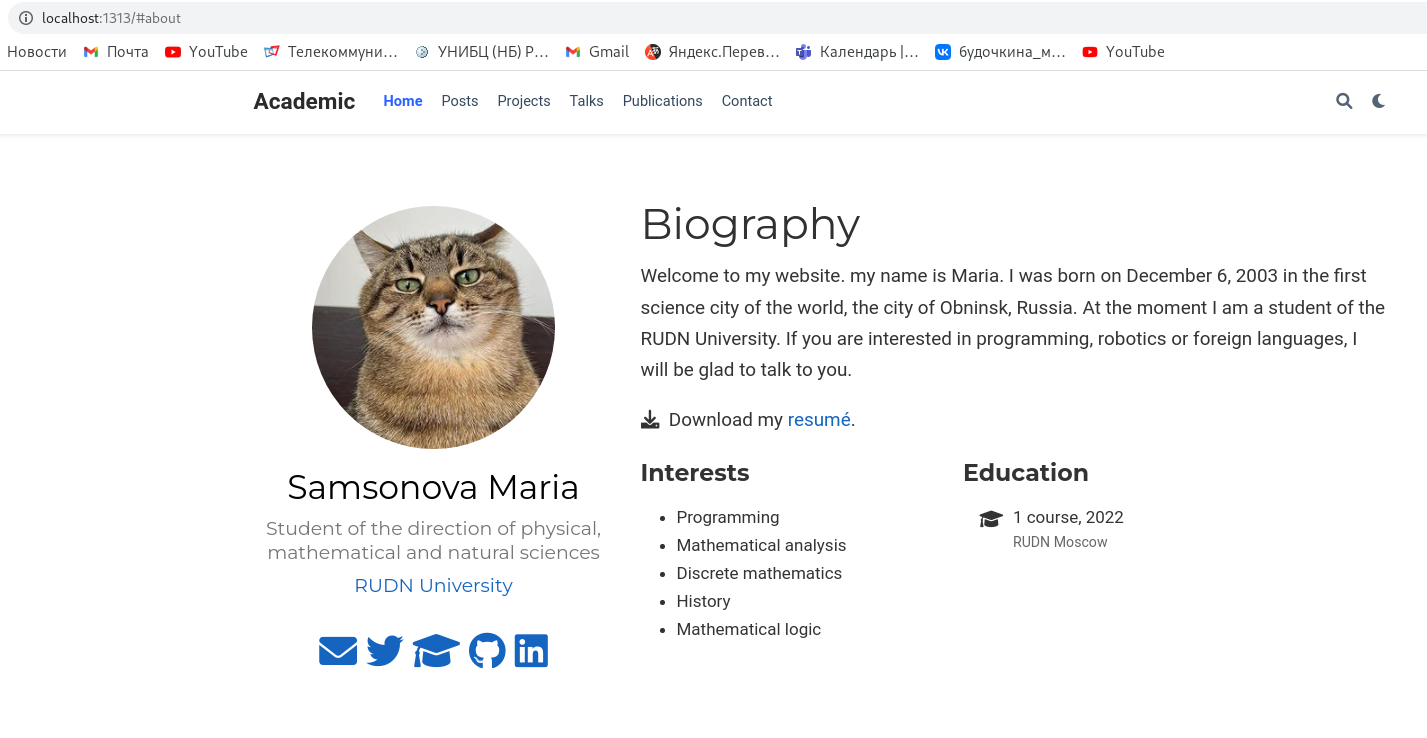 localhost:1313/#about
Новости Почта YouTube Телекоммуни... УНИБЦ (НБ) Р... Gmail Яндекс.Перев... Календарь |... будочкина_м... YouTube
Academic Home Posts Projects Talks Publications Contact
Biography
Welcome to my website. my name is Maria. I was born on December 6, 2003 in the first
science city of the world, the city of Obninsk, Russia. At the moment I am a student of the
RUDN University. If you are interested in programming, robotics or foreign languages, I
will be glad to talk to you.
Download my resumé.
Samsonova Maria
Student of the direction of physical,
mathematical and natural sciences
RUDN University
Interests
Programming
Mathematical analysis
Discrete mathematics
History
Mathematical logic
Education
1 course, 2022
RUDN Moscow